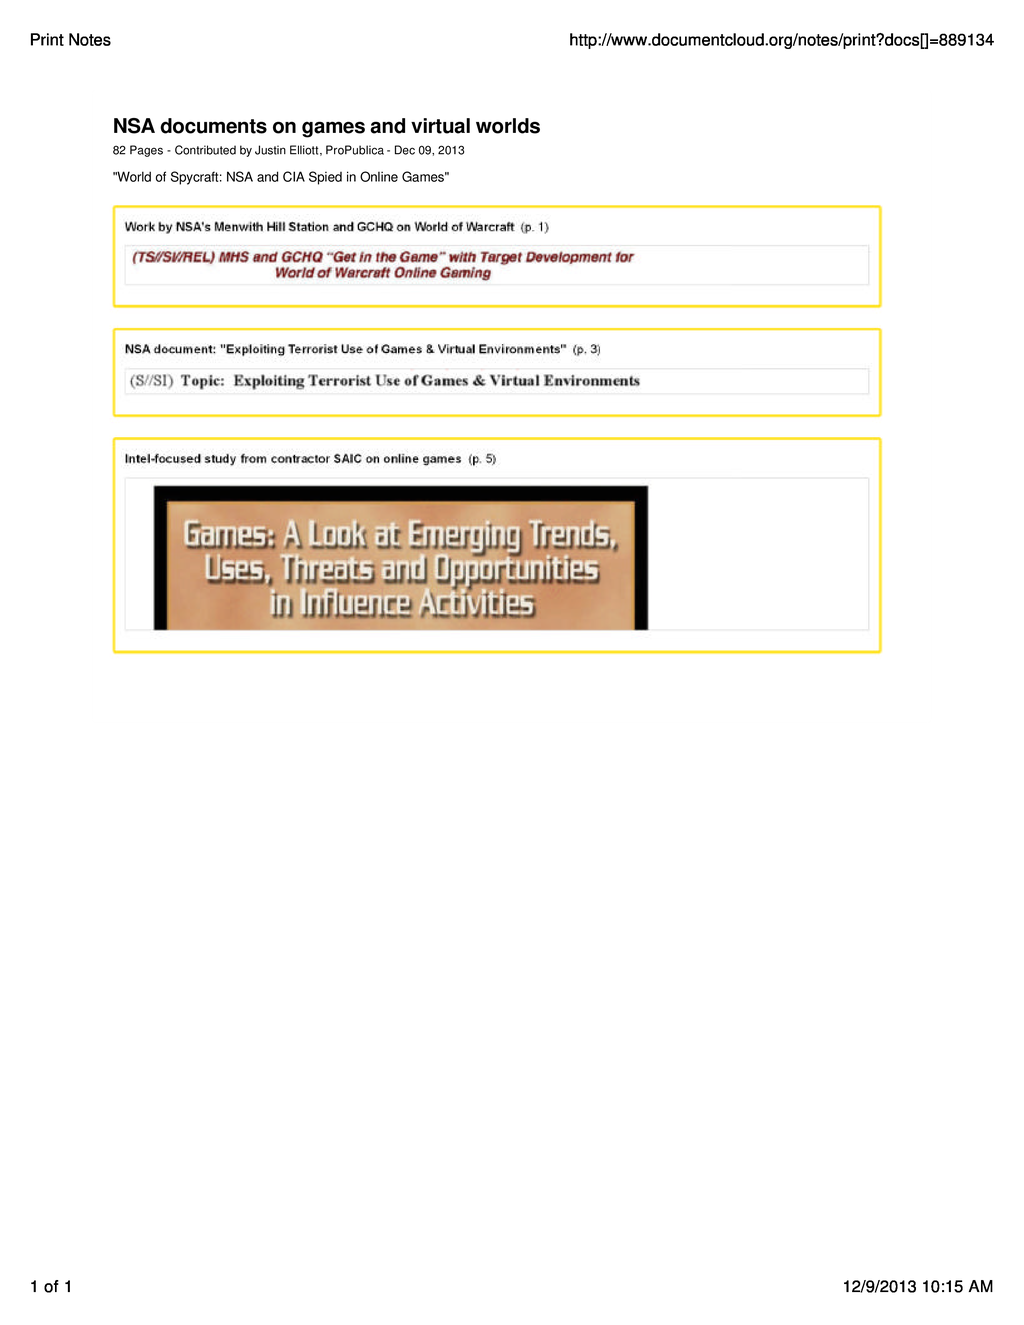 Print Notes
http://www.documentcloud.org/notes/print?docs[]=889134
NSA documents on games and virtual worlds
82 Pages - Contributed by Justin Elliott, ProPublica - Dec 09, 2013
"World of Spycraft: NSA and CIA Spied in Online Games"
Work by NSA's Menwith Hill Station and GCHQ on World of Warcraft (p. 1)
(TS//SI/REL) MHS and GCHQ "Get in the Game" with Target Development for
World of Warcraft Online Gaming
NSA document: "Exploiting Terrorist Use of Games & Virtual Environments" (p. 3)
(S//SI) Topic: Exploiting Terrorist Use of Games & Virtual Environments
Intel-focused study from contractor SAIC on online games (p. 5)
Games: A Look at Emerging Trends,
Uses, Threats and Opportunities
in Influence Activities
1 of 1
12/9/2013 10:15 AM